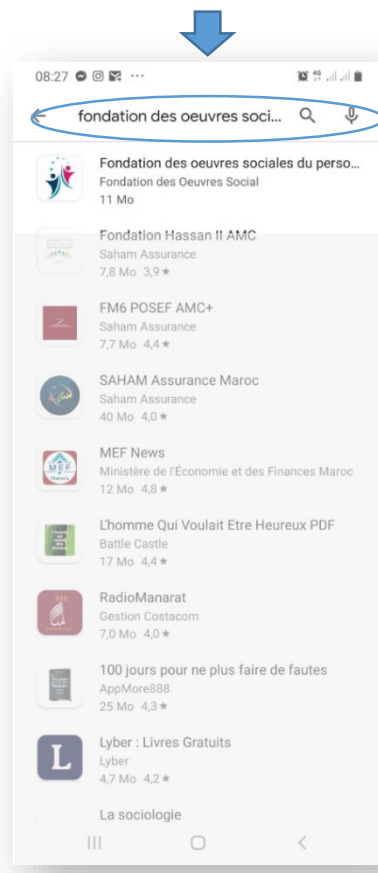 08:27
fondation des oeuvres soci...
Fondation des oeuvres sociales du perso...
Fondation des Oeuvres Social
11 Mo
Fondation Hassan II AMC
Saham Assurance
7,8 Mo 3,9 ★
FM6 POSEF AMC+
Saham Assurance
7,7 Mo 4,4 ★
SAHAM Assurance Maroc
Saham Assurance
40 Mo 4,0 ★
MEF News
Ministère de l'Économie et des Finances Maroc
12 Mo 4,8 ★
L'homme Qui Voulait Etre Heureux PDF
Battle Castle
17 Mo 4,4 ★
RadioManarat
Gestion Costacom
7,0 Mo 4,0 ★
100 jours pour ne plus faire de fautes
AppMore888
25 Mo 4,3 ★
L
Lyber : Livres Gratuits
Lyber
4,7 Mo 4,2 ★
La sociologie